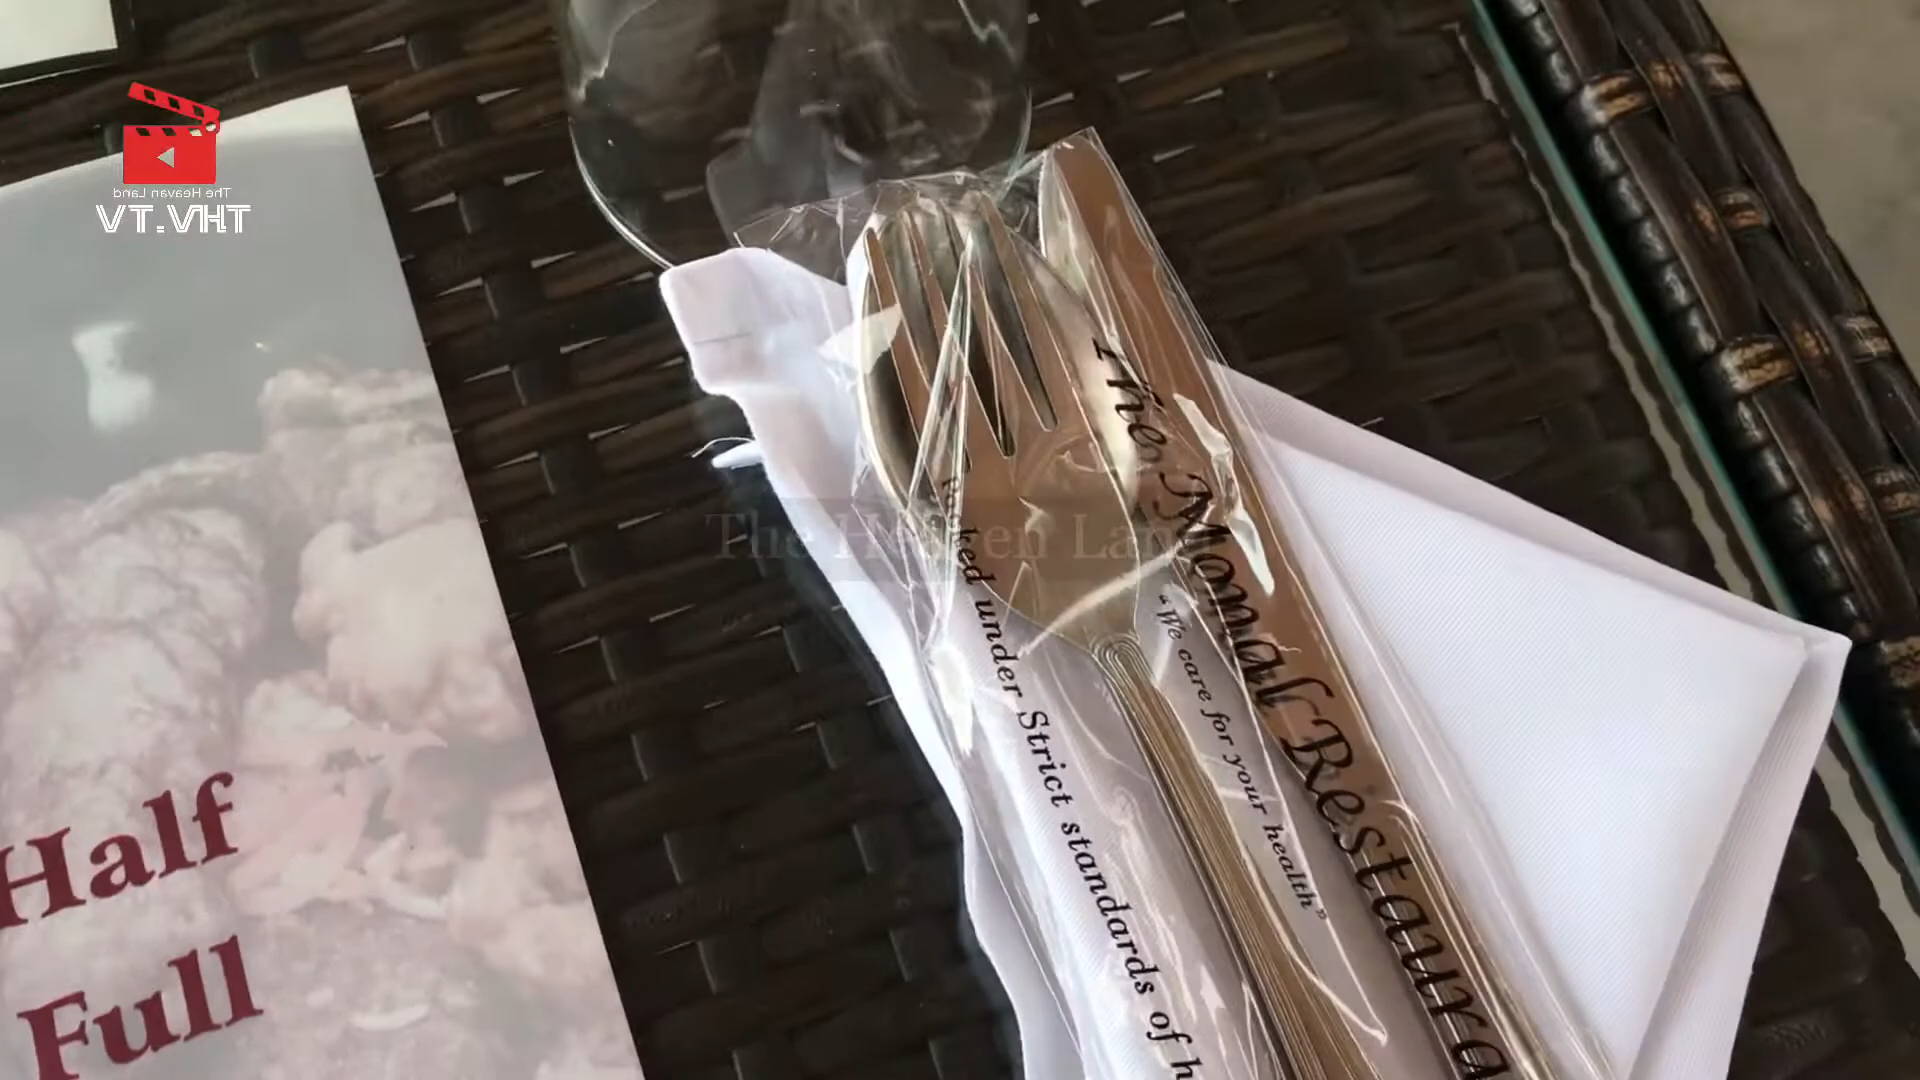 The Heavan Land
VT.VHT
The Heaven Land
The Monal Restaura
"We care for your health"
ked under Strict standards of h
Half
Full